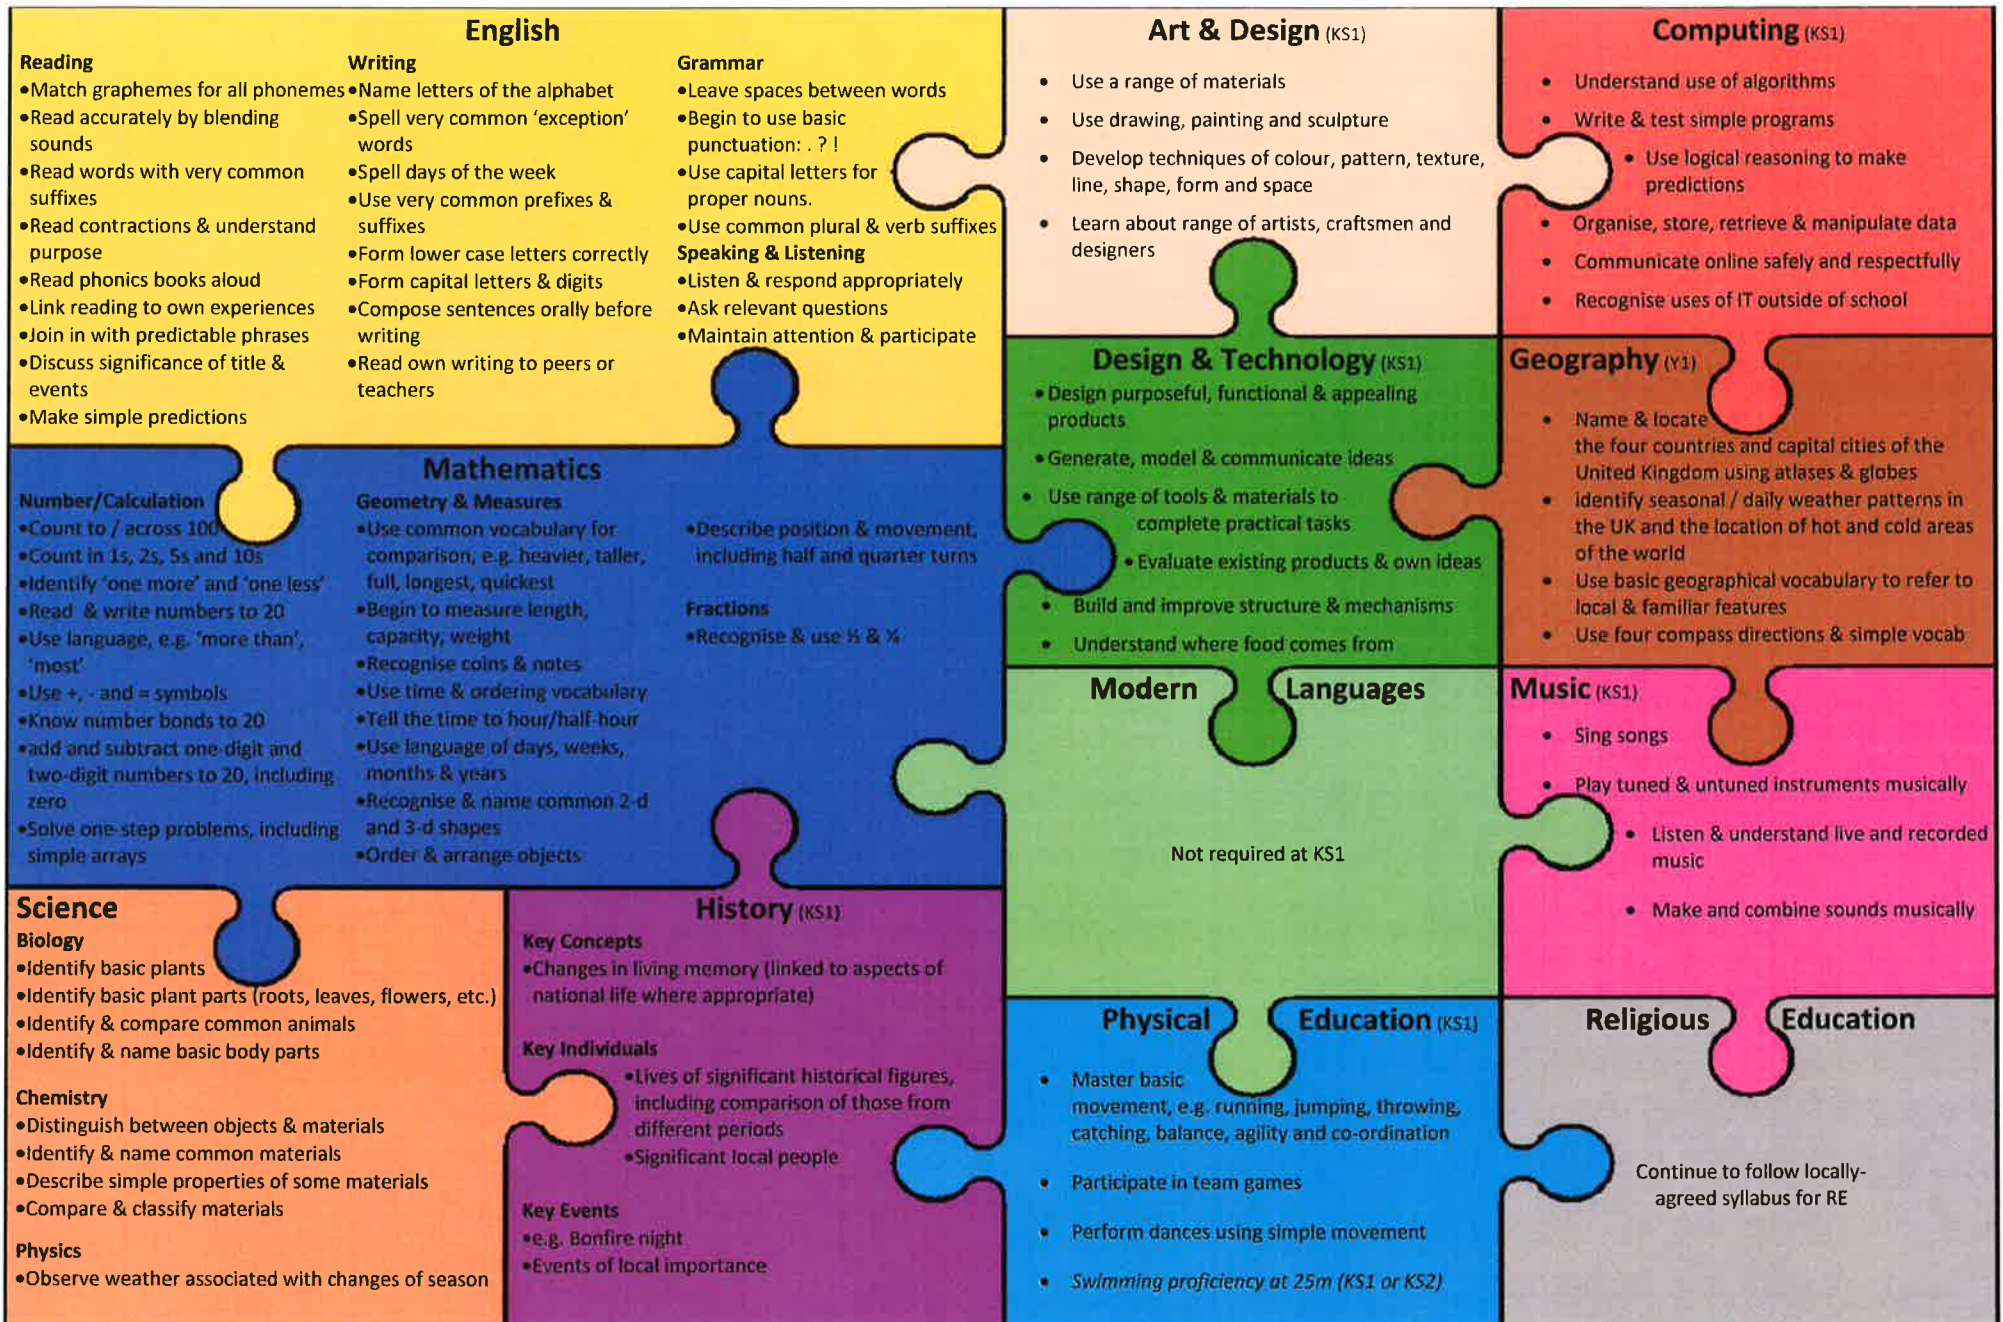 English
Reading
•Match graphemes for all phonemes
•Read accurately by blending
sounds
•Read words with very common
suffixes
•Read contractions & understand
purpose
•Read phonics books aloud
•Link reading to own experiences
•Join in with predictable phrases
•Discuss significance of title &
events
•Make simple predictions
Writing
•Name letters of the alphabet
•Spell very common ‘exception’
words
•Spell days of the week
•Use very common prefixes &
suffixes
•Form lower case letters correctly
•Form capital letters & digits
•Compose sentences orally before
writing
•Read own writing to peers or
teachers
Grammar
•Leave spaces between words
•Begin to use basic
punctuation: . ? !
•Use capital letters for
proper nouns.
•Use common plural & verb suffixes
Speaking & Listening
•Listen & respond appropriately
•Ask relevant questions
•Maintain attention & participate
Art & Design (KS1)
• Use a range of materials
• Use drawing, painting and sculpture
• Develop techniques of colour, pattern, texture,
line, shape, form and space
• Learn about range of artists, craftsmen and
designers
Computing (KS1)
• Understand use of algorithms
• Write & test simple programs
• Use logical reasoning to make
predictions
• Organise, store, retrieve & manipulate data
• Communicate online safely and respectfully
• Recognise uses of IT outside of school
Mathematics
Number/Calculation
•Count to / across 100
•Count in 1s, 2s, 5s and 10s
•Identify ‘one more’ and ‘one less’
•Read & write numbers to 20
•Use language, e.g. ‘more than’,
‘most’
•Use +, - and = symbols
•Know number bonds to 20
•add and subtract one-digit and
two-digit numbers to 20, including
zero
•Solve one-step problems, including
simple arrays
Geometry & Measures
•Use common vocabulary for
comparison, e.g. heavier, taller,
full, longest, quickest
•Begin to measure length,
capacity, weight
•Recognise coins & notes
•Use time & ordering vocabulary
•Tell the time to hour/half-hour
•Use language of days, weeks,
months & years
•Recognise & name common 2-d
and 3-d shapes
•Order & arrange objects
•Describe position & movement,
including half and quarter turns
Fractions
•Recognise & use ½ & ¼
Design & Technology (KS1)
• Design purposeful, functional & appealing
products
• Generate, model & communicate ideas
• Use range of tools & materials to
complete practical tasks
• Evaluate existing products & own ideas
• Build and improve structure & mechanisms
• Understand where food comes from
Geography (Y1)
• Name & locate
the four countries and capital cities of the
United Kingdom using atlases & globes
• Identify seasonal / daily weather patterns in
the UK and the location of hot and cold areas
of the world
• Use basic geographical vocabulary to refer to
local & familiar features
• Use four compass directions & simple vocab
Modern Languages
Not required at KS1
Music (KS1)
• Sing songs
• Play tuned & untuned instruments musically
• Listen & understand live and recorded
music
• Make and combine sounds musically
Science
Biology
•Identify basic plants
•Identify basic plant parts (roots, leaves, flowers, etc.)
•Identify & compare common animals
•Identify & name basic body parts
Chemistry
•Distinguish between objects & materials
•Identify & name common materials
•Describe simple properties of some materials
•Compare & classify materials
Physics
•Observe weather associated with changes of season
History (KS1)
Key Concepts
•Changes in living memory (linked to aspects of
national life where appropriate)
Key Individuals
•Lives of significant historical figures,
including comparison of those from
different periods
•Significant local people
Key Events
•e.g. Bonfire night
•Events of local importance
Physical Education (KS1)
• Master basic
movement, e.g. running, jumping, throwing,
catching, balance, agility and co-ordination
• Participate in team games
• Perform dances using simple movement
• Swimming proficiency at 25m (KS1 or KS2)
Religious Education
Continue to follow locally-
agreed syllabus for RE